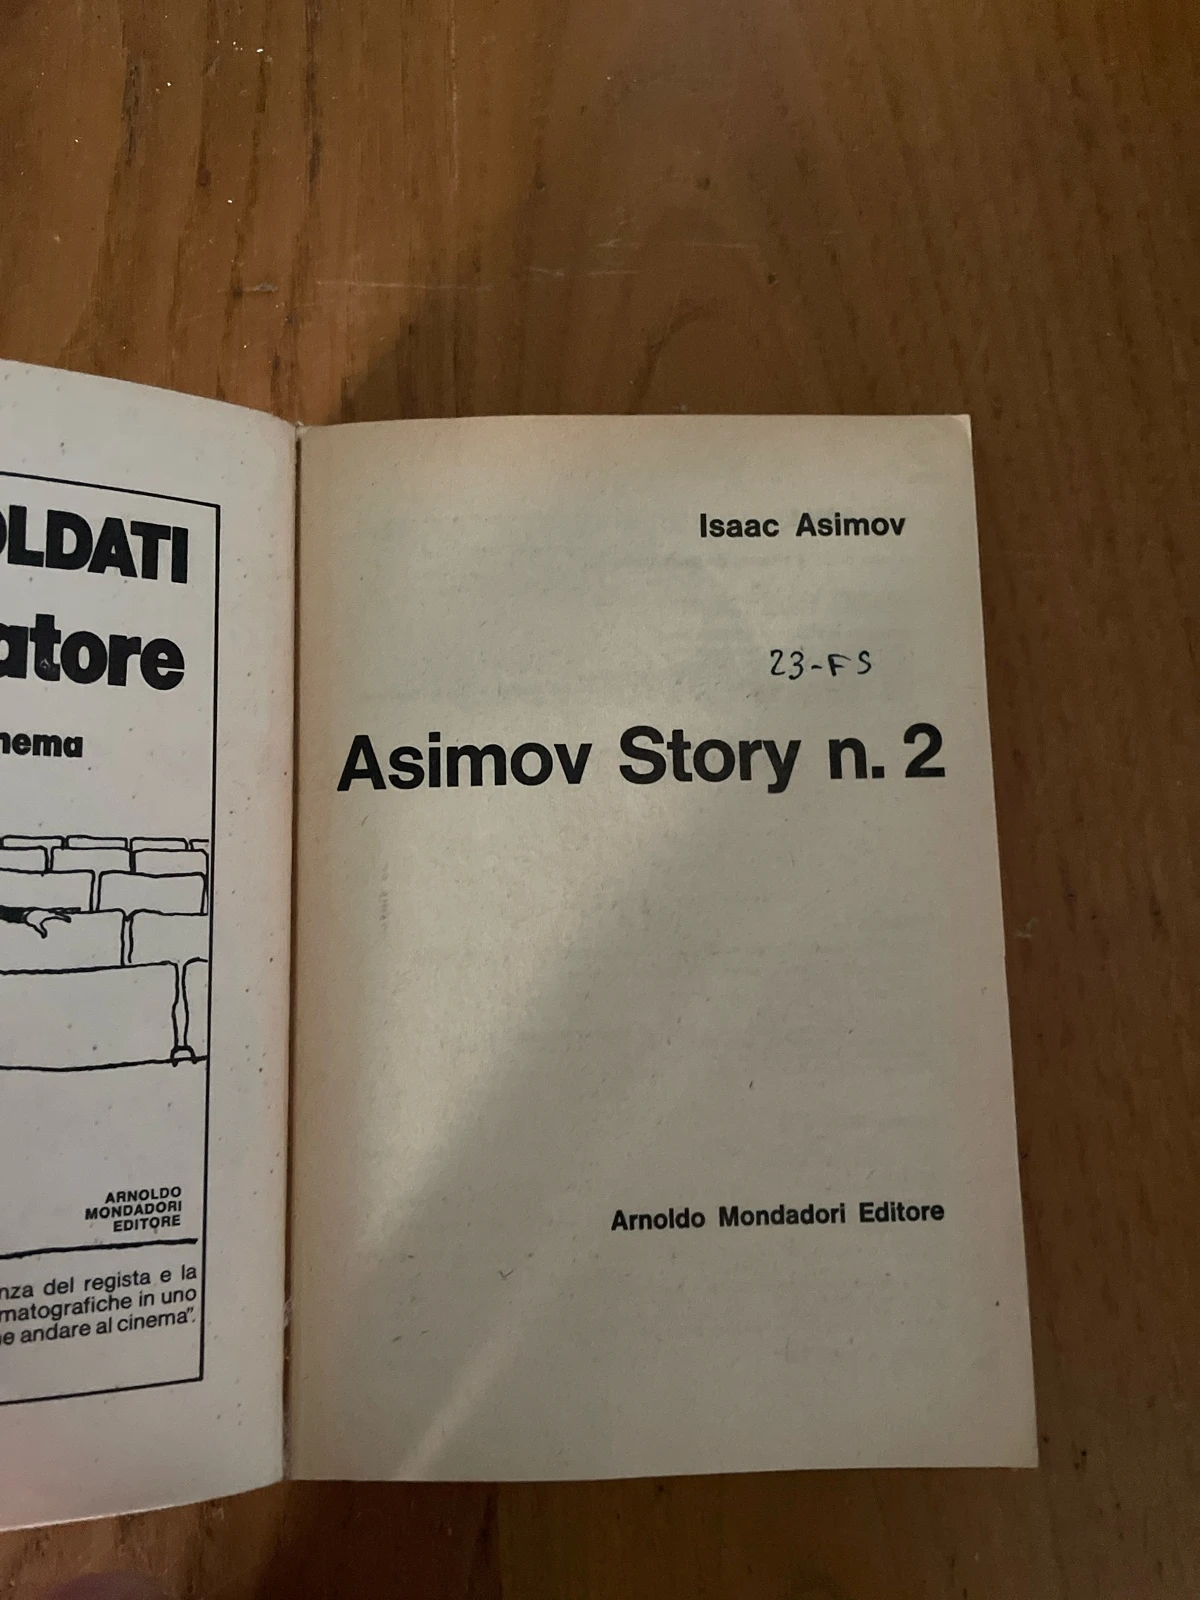 OLDATI
atore
nema
ARNOLDO
MONDADORI
EDITORE
nza del regista e la
matografiche in uno
e andare al cinema".
Isaac Asimov
23-FS
Asimov Story n. 2
Arnoldo Mondadori Editore